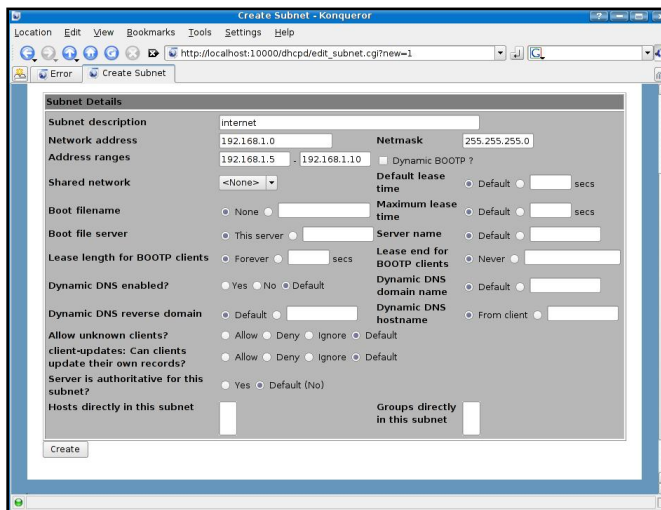 Create Subnet - Konqueror
Location Edit View Bookmarks Tools Settings Help
http://localhost:10000/dhcpd/edit_subnet.cgi?new=1
Error Create Subnet
Subnet Details
Subnet description internet
Network address 192.168.1.0 Netmask 255.255.255.0
Address ranges 192.168.1.5 - 192.168.1.10 Dynamic BOOTP ?
Shared network <None> Default lease time Default secs
Boot filename None Maximum lease time Default secs
Boot file server This server Server name Default
Lease length for BOOTP clients Forever secs Lease end for BOOTP clients Never
Dynamic DNS enabled? Yes No Default Dynamic DNS domain name Default
Dynamic DNS reverse domain Default Dynamic DNS hostname From client
Allow unknown clients? Allow Deny Ignore Default
client-updates: Can clients update their own records? Allow Deny Ignore Default
Server is authoritative for this subnet? Yes Default (No)
Hosts directly in this subnet Groups directly in this subnet
Create